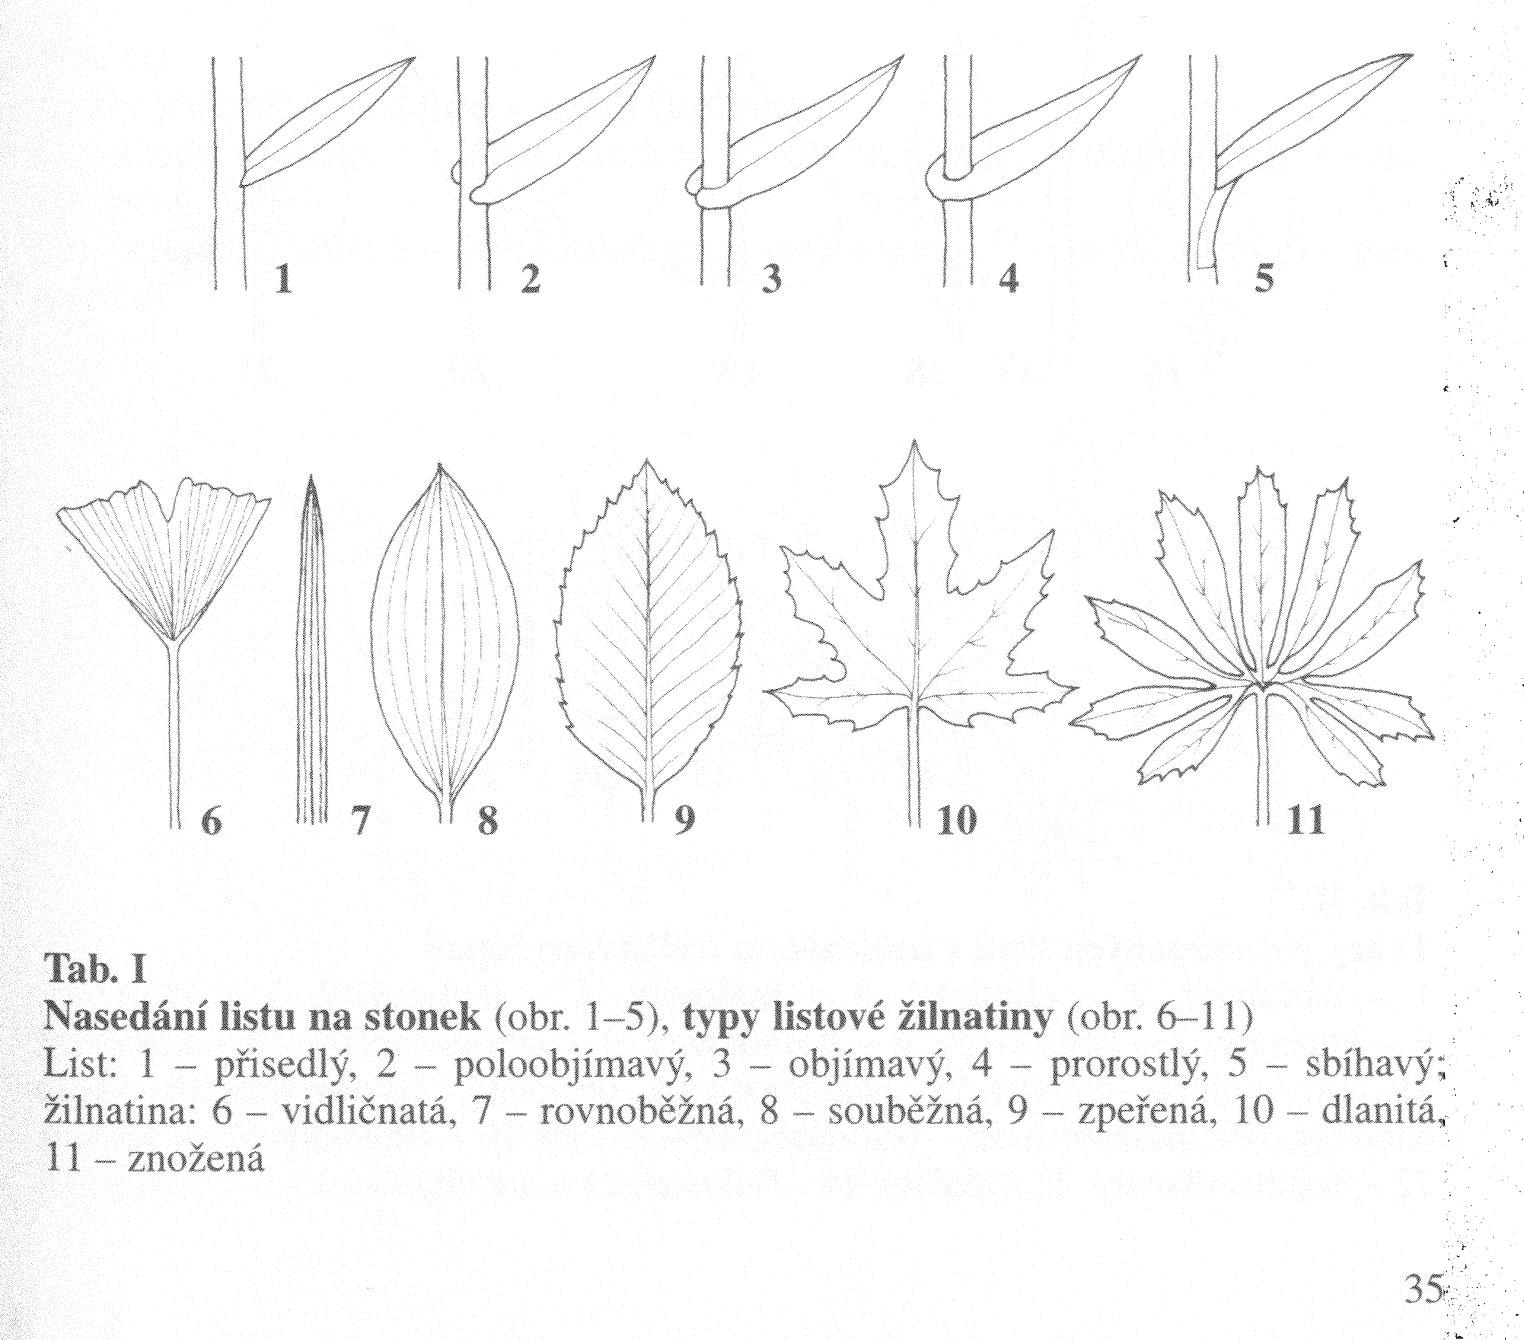 1 2 3 4 5
6 7 8 9 10 11
Tab. I
Nasedání listu na stonek (obr. 1–5), typy listové žilnatiny (obr. 6–11)
List: 1 – přisedlý, 2 – poloobjímavý, 3 – objímavý, 4 – prorostlý, 5 – sbíhavý;
žilnatina: 6 – vidličnatá, 7 – rovnoběžná, 8 – souběžná, 9 – zpeřená, 10 – dlanitá,
11 – znožená
35